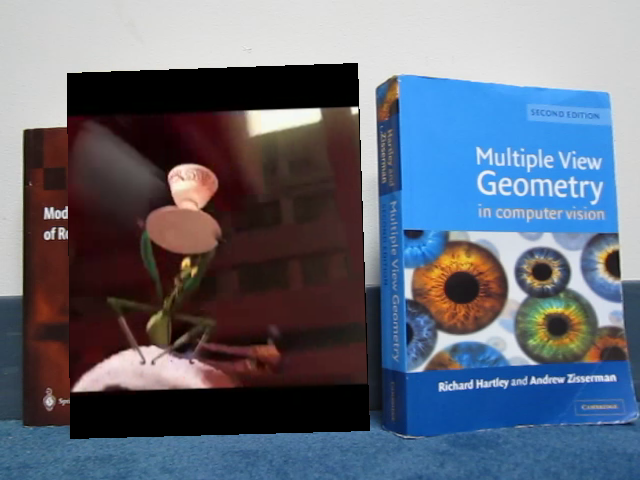 Mod
of Ro
SECOND EDITION
Multiple View
Geometry
in computer vision
Hartley and
Zisserman
Multiple View Geometry
Richard Hartley and Andrew Zisserman
CAMBRIDGE